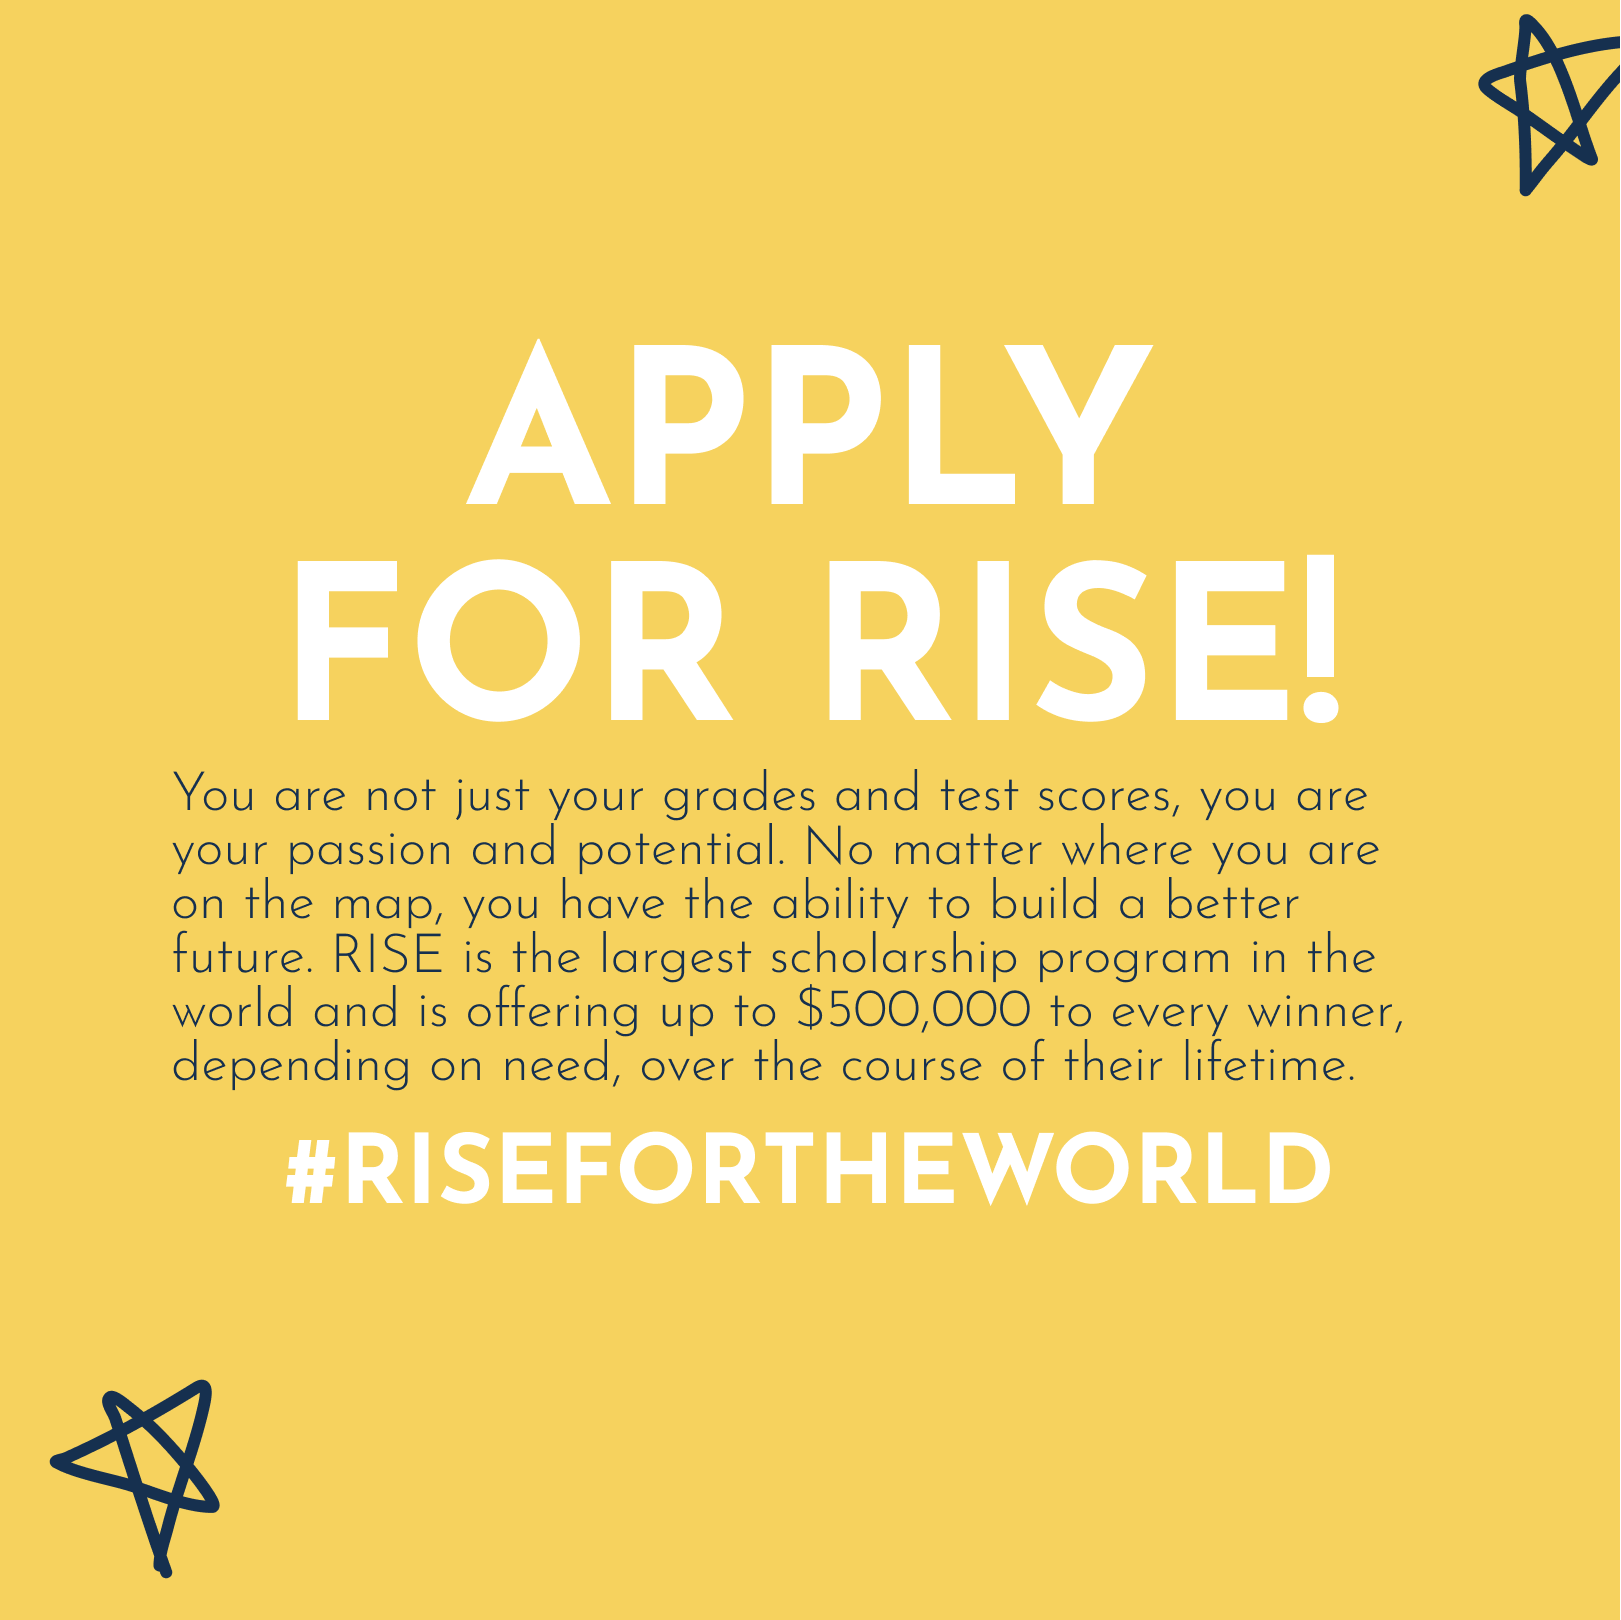 APPLY
FOR RISE!
You are not just your grades and test scores, you are
your passion and potential. No matter where you are
on the map, you have the ability to build a better
future. RISE is the largest scholarship program in the
world and is offering up to $500,000 to every winner,
depending on need, over the course of their lifetime.
#RISEFORTHEWORLD